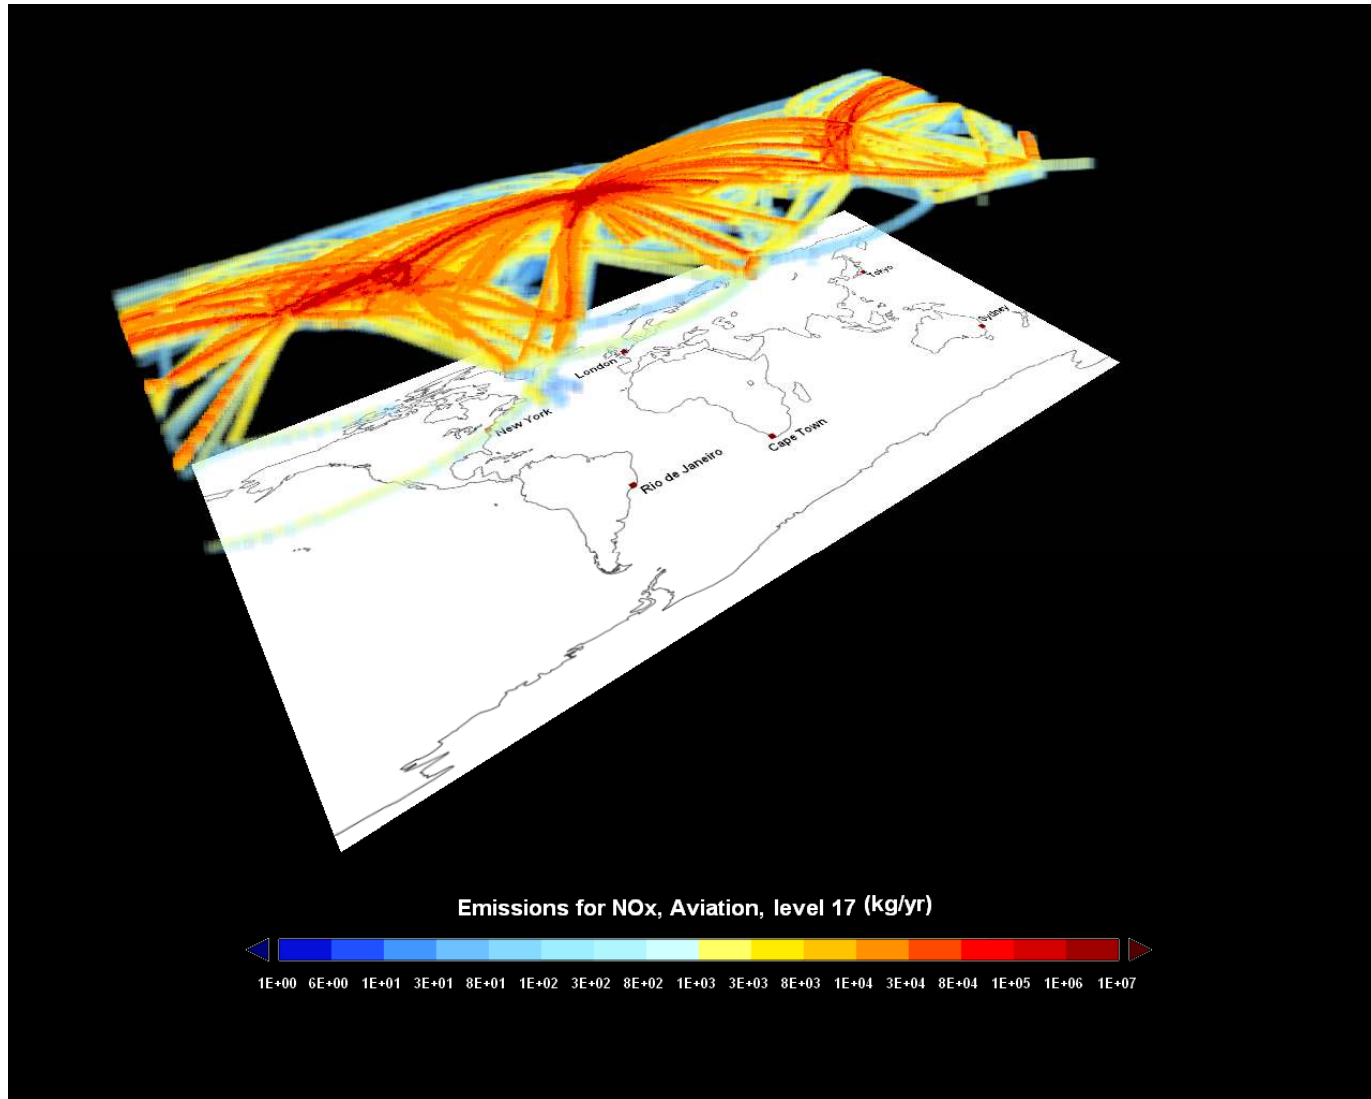 Tokyo
Sydney
London
New York
Cape Town
Rio de Janeiro
Emissions for NOx, Aviation, level 17 (kg/yr)
1E+00 6E+00 1E+01 3E+01 8E+01 1E+02 3E+02 8E+02 1E+03 3E+03 8E+03 1E+04 3E+04 8E+04 1E+05 1E+06 1E+07